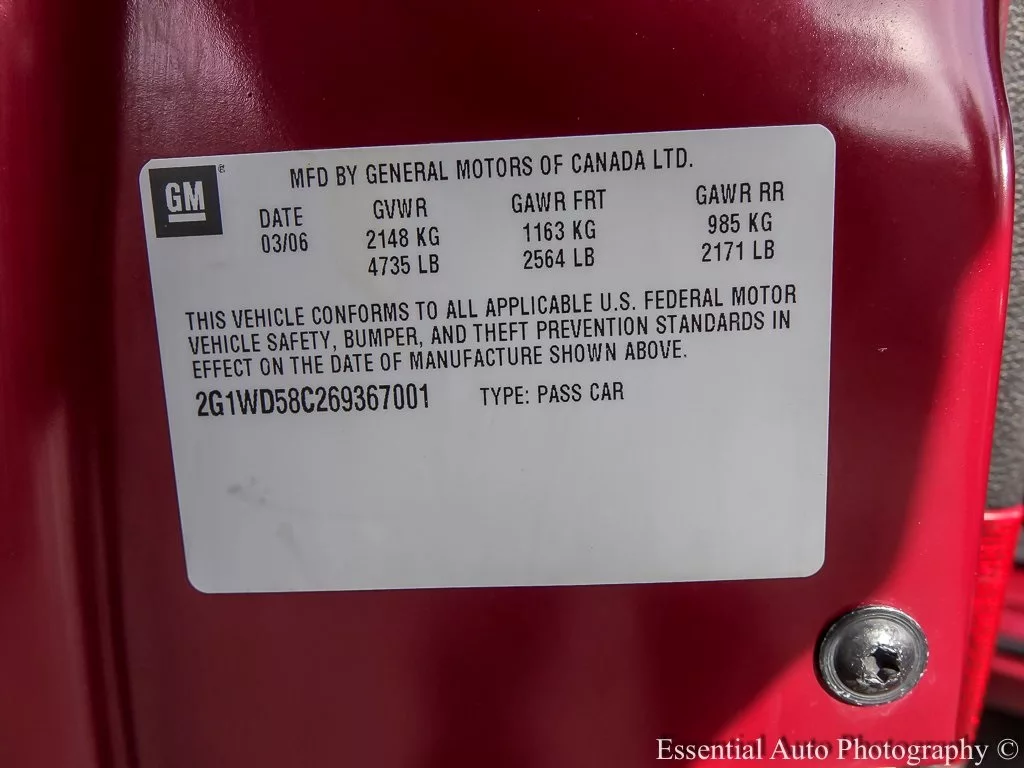 GM®
MFD BY GENERAL MOTORS OF CANADA LTD.
DATE GVWR GAWR FRT GAWR RR
03/06 2148 KG 1163 KG 985 KG
4735 LB 2564 LB 2171 LB
THIS VEHICLE CONFORMS TO ALL APPLICABLE U.S. FEDERAL MOTOR
VEHICLE SAFETY, BUMPER, AND THEFT PREVENTION STANDARDS IN
EFFECT ON THE DATE OF MANUFACTURE SHOWN ABOVE.
2G1WD58C269367001 TYPE: PASS CAR
Essential Auto Photography ©